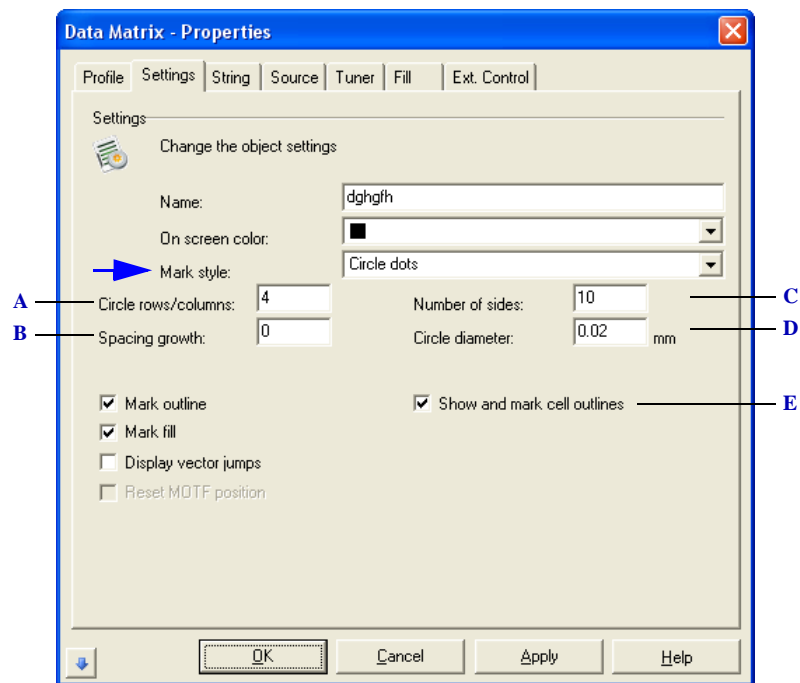 Data Matrix - Properties
Profile Settings String Source Tuner Fill Ext. Control
Settings
Change the object settings
Name: dghgfh
On screen color:
Mark style: Circle dots
A Circle rows/columns: 4 Number of sides: 10 C
B Spacing growth: 0 Circle diameter: 0.02 mm D
Mark outline Show and mark cell outlines E
Mark fill
Display vector jumps
Reset MOTF position
OK Cancel Apply Help